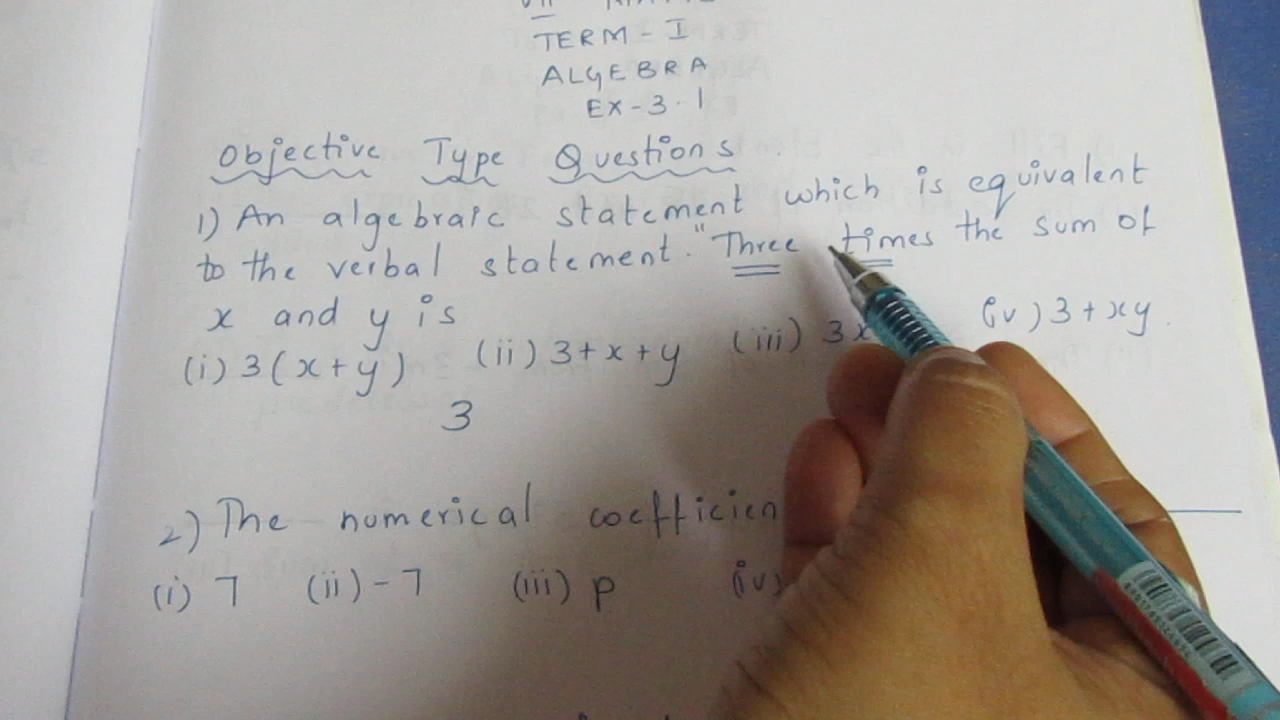 TERM - I
ALGEBRA
EX - 3.1
Objective Type Questions
1) An algebraic statement which is equivalent
to the verbal statement. "Three times the sum of
x and y is
(i) 3(x+y) (ii) 3+x+y (iii) 3x (iv) 3+xy.
3
2) The numerical coefficien
(i) 7 (ii) -7 (iii) p (iv)